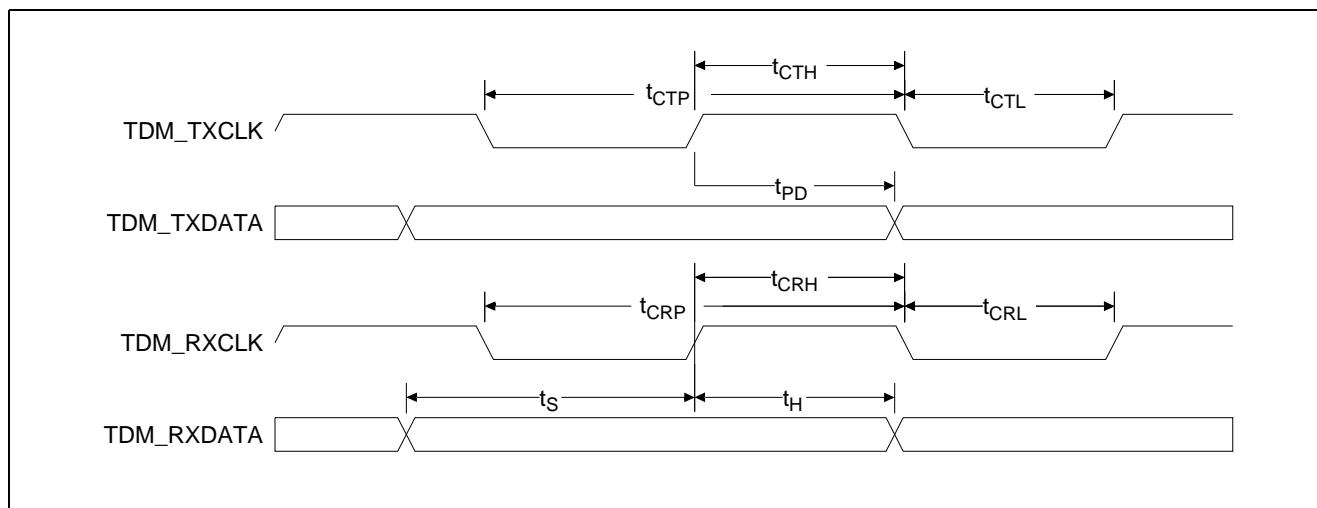 tCTH
tCTP
tCTL
TDM_TXCLK
tPD
TDM_TXDATA
tCRH
tCRP
tCRL
TDM_RXCLK
tS
tH
TDM_RXDATA